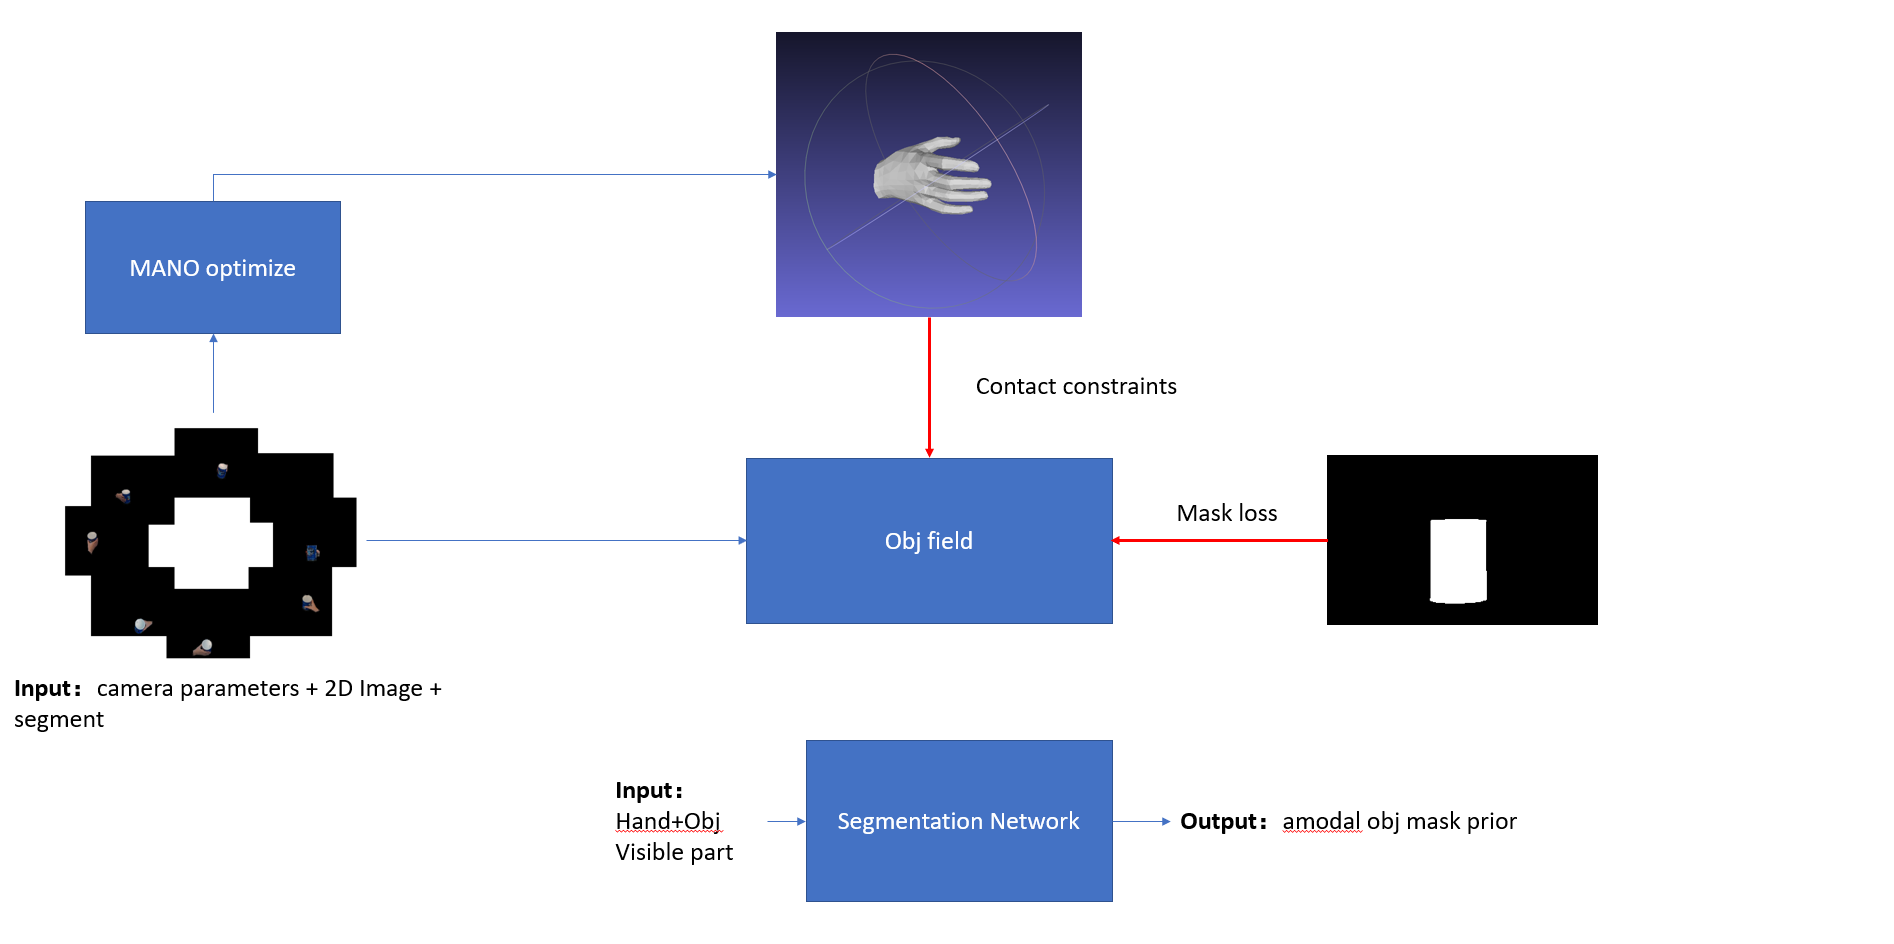 MANO optimize
Contact constraints
Obj field
Mask loss
Input：camera parameters + 2D Image +
segment
Input：
Hand+Obj
Visible part
Segmentation Network
Output：amodal obj mask prior